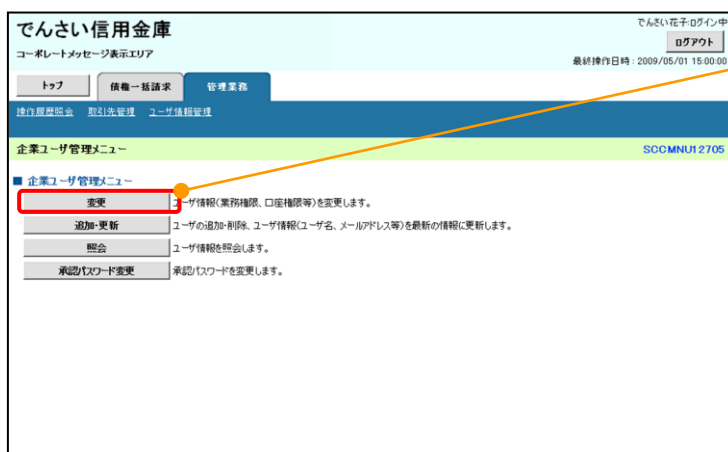 でんさい信用金庫
コーポレートメッセージ表示エリア
でんさい花子:ログイン中
ログアウト
最終操作日時:2009/05/01 15:00:00
トップ 債権一括請求 管理業務
操作履歴照会 取引先管理 ユーザ情報管理
企業ユーザ管理メニュー SCCMNU12705
■ 企業ユーザ管理メニュー
変更 ユーザ情報(業務権限、口座権限等)を変更します。
追加・更新 ユーザの追加・削除、ユーザ情報(ユーザ名、メールアドレス等)を最新の情報に更新します。
照会 ユーザ情報を照会します。
承認パスワード変更 承認パスワードを変更します。